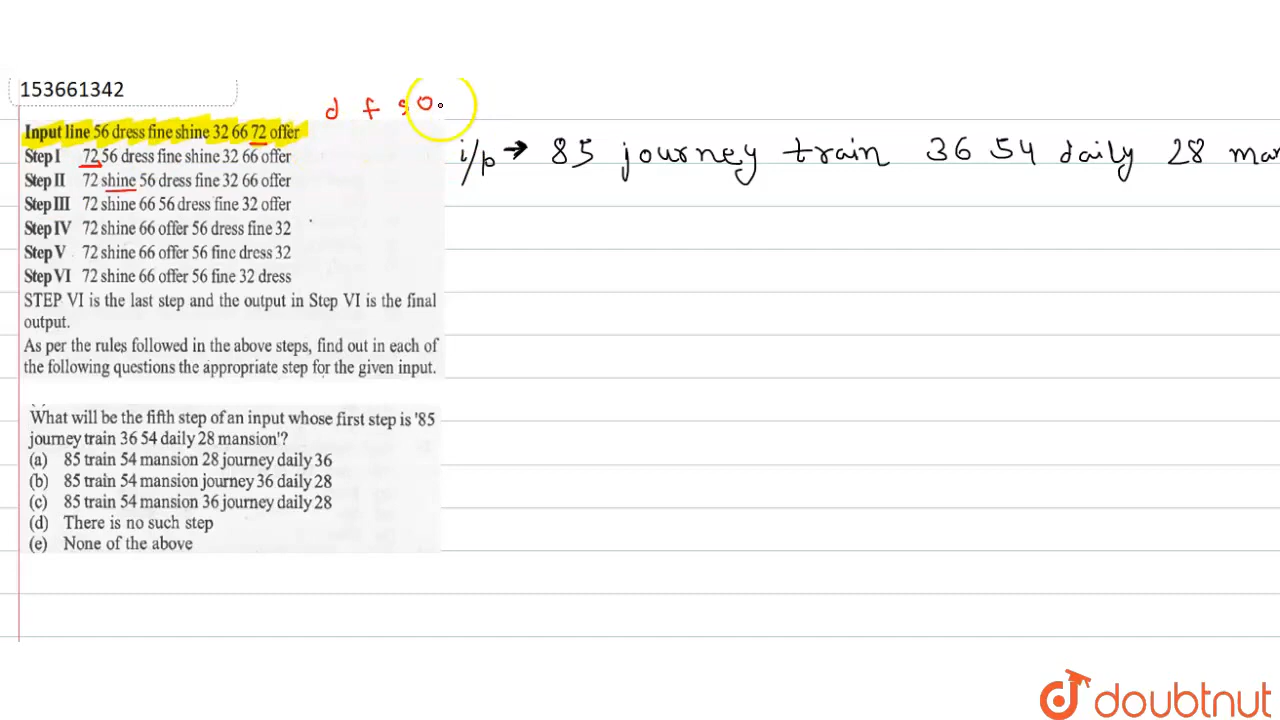 153661342
d f s o
Input line 56 dress fine shine 32 66 72 offer
Step I 72 56 dress fine shine 32 66 offer
Step II 72 shine 56 dress fine 32 66 offer
Step III 72 shine 66 56 dress fine 32 offer
Step IV 72 shine 66 offer 56 dress fine 32
Step V 72 shine 66 offer 56 fine dress 32
Step VI 72 shine 66 offer 56 fine 32 dress
STEP VI is the last step and the output in Step VI is the final
output.
As per the rules followed in the above steps, find out in each of
the following questions the appropriate step for the given input.
What will be the fifth step of an input whose first step is '85
journey train 36 54 daily 28 mansion'?
(a) 85 train 54 mansion 28 journey daily 36
(b) 85 train 54 mansion journey 36 daily 28
(c) 85 train 54 mansion 36 journey daily 28
(d) There is no such step
(e) None of the above
i/p → 85 journey train 36 54 daily 28 man
doubtnut